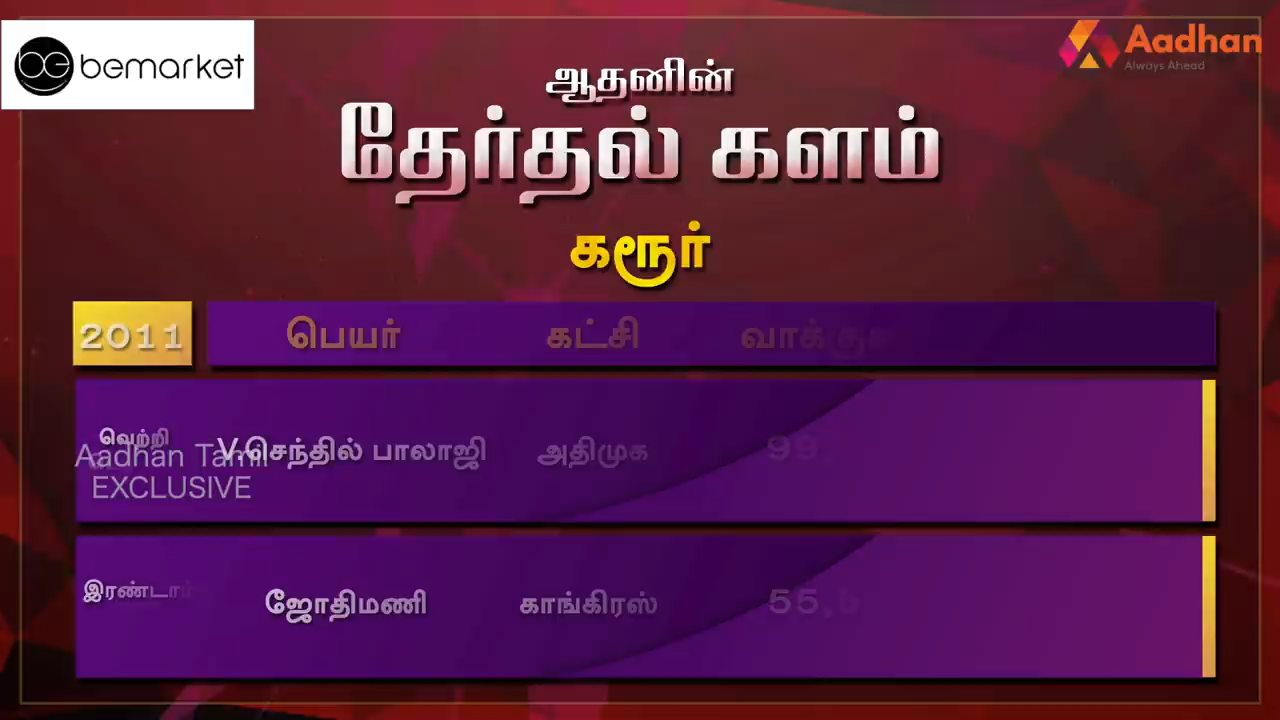 bemarket
Aadhan
Always Ahead
ஆதனின்
தேர்தல் களம்
கரூர்
2011 பெயர் கட்சி
வெற்றி V.செந்தில் பாலாஜி அதிமுக
Aadhan Tamil
EXCLUSIVE
ஜோதிமணி காங்கிரஸ்